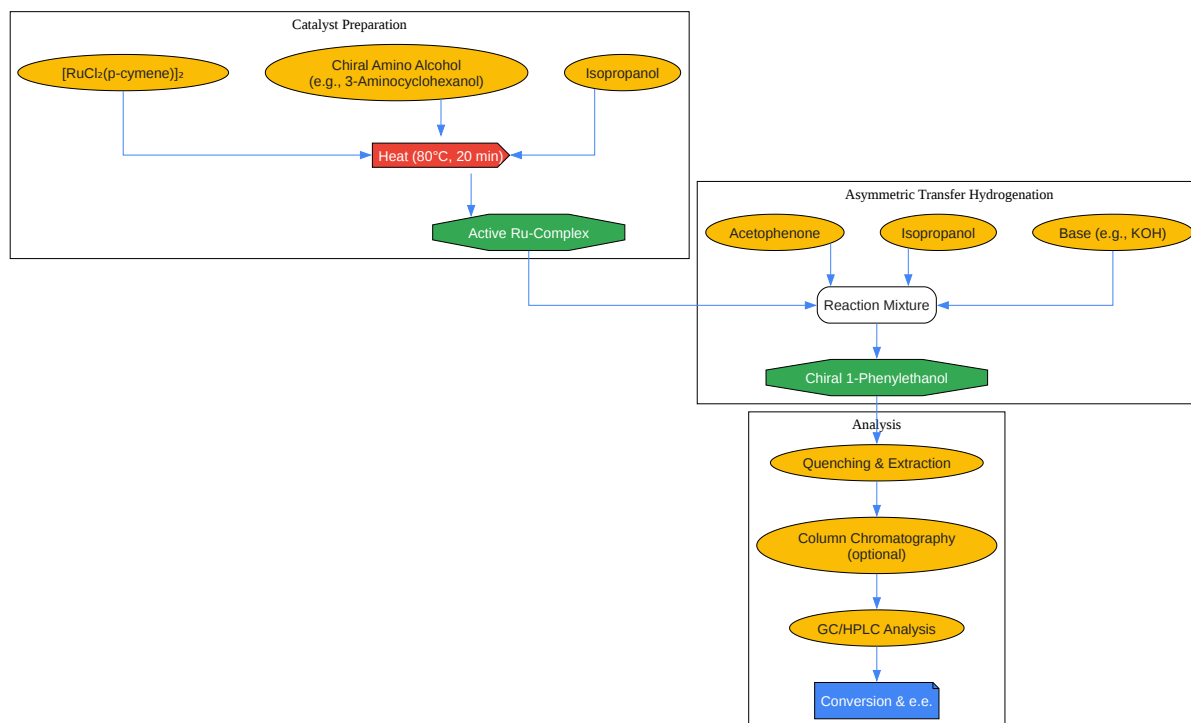 Catalyst Preparation
[RuCl₂(p-cymene)]₂
Chiral Amino Alcohol
(e.g., 3-Aminocyclohexanol)
Isopropanol
Heat (80°C, 20 min)
Active Ru-Complex
Asymmetric Transfer Hydrogenation
Acetophenone
Isopropanol
Base (e.g., KOH)
Reaction Mixture
Chiral 1-Phenylethanol
Analysis
Quenching & Extraction
Column Chromatography
(optional)
GC/HPLC Analysis
Conversion & e.e.